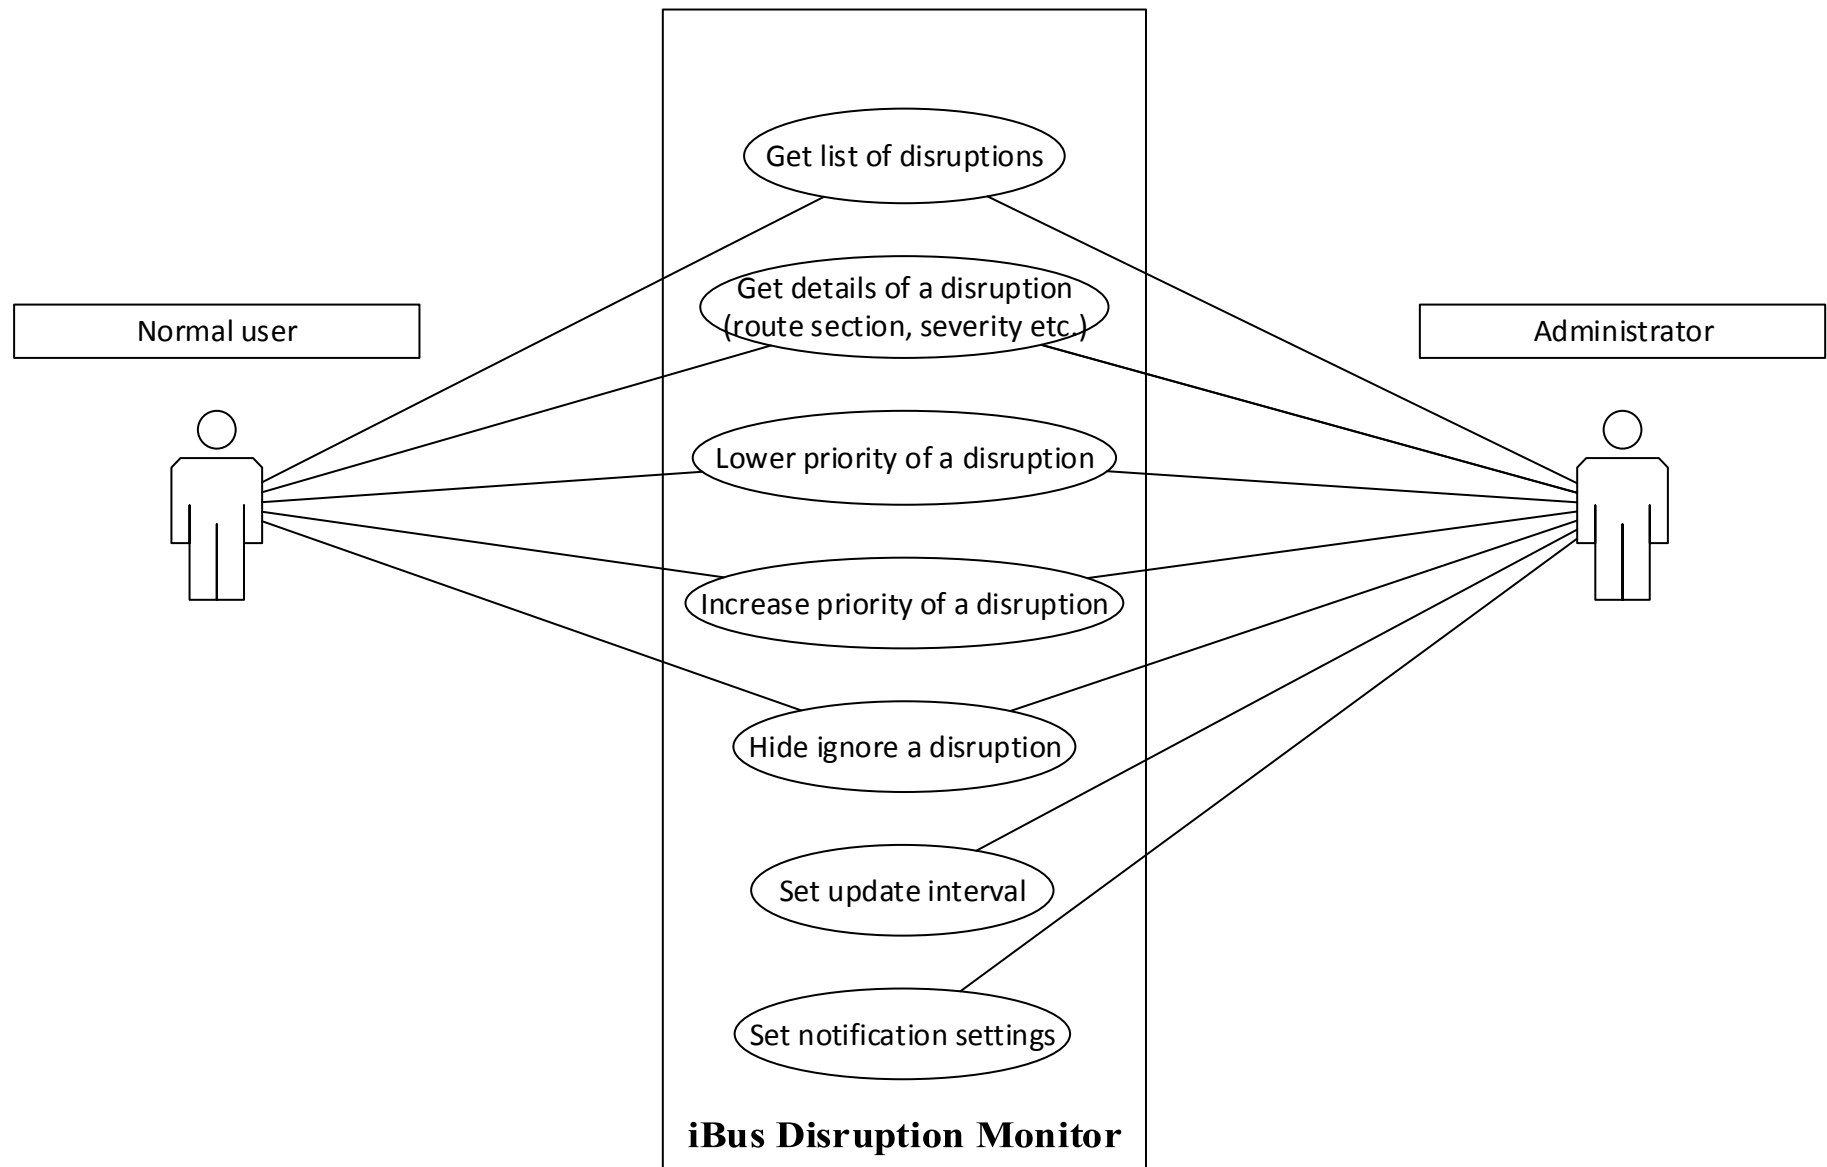 Get list of disruptions
Get details of a disruption
(route section, severity etc.)
Normal user
Administrator
Lower priority of a disruption
Increase priority of a disruption
Hide ignore a disruption
Set update interval
Set notification settings
iBus Disruption Monitor